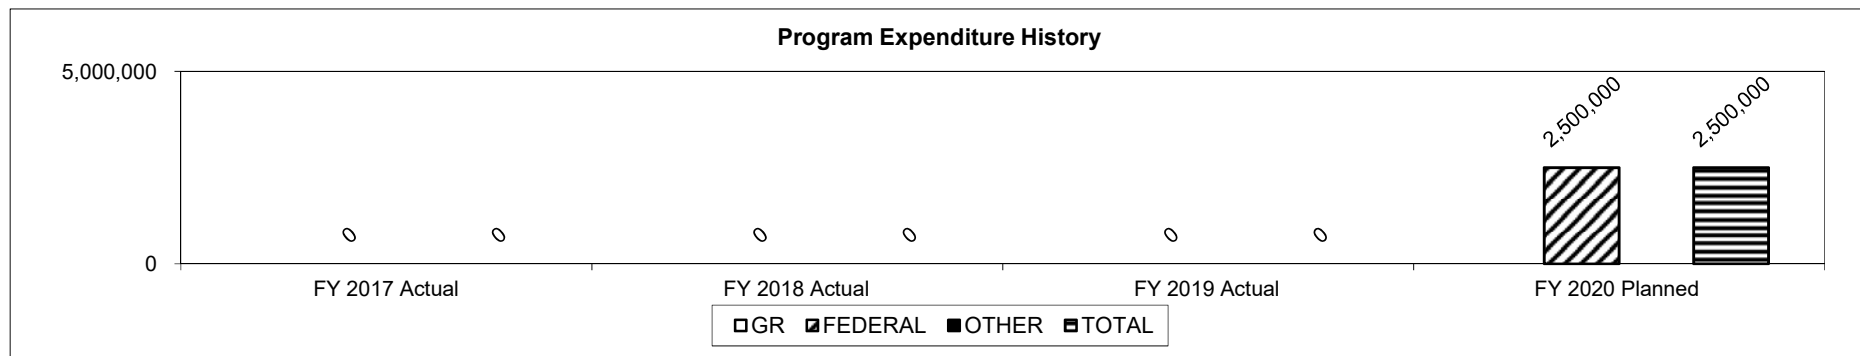 Program Expenditure History
5,000,000
2,500,000 2,500,000
0 0 0 0 0 0
0
FY 2017 Actual FY 2018 Actual FY 2019 Actual FY 2020 Planned
GR FEDERAL OTHER TOTAL